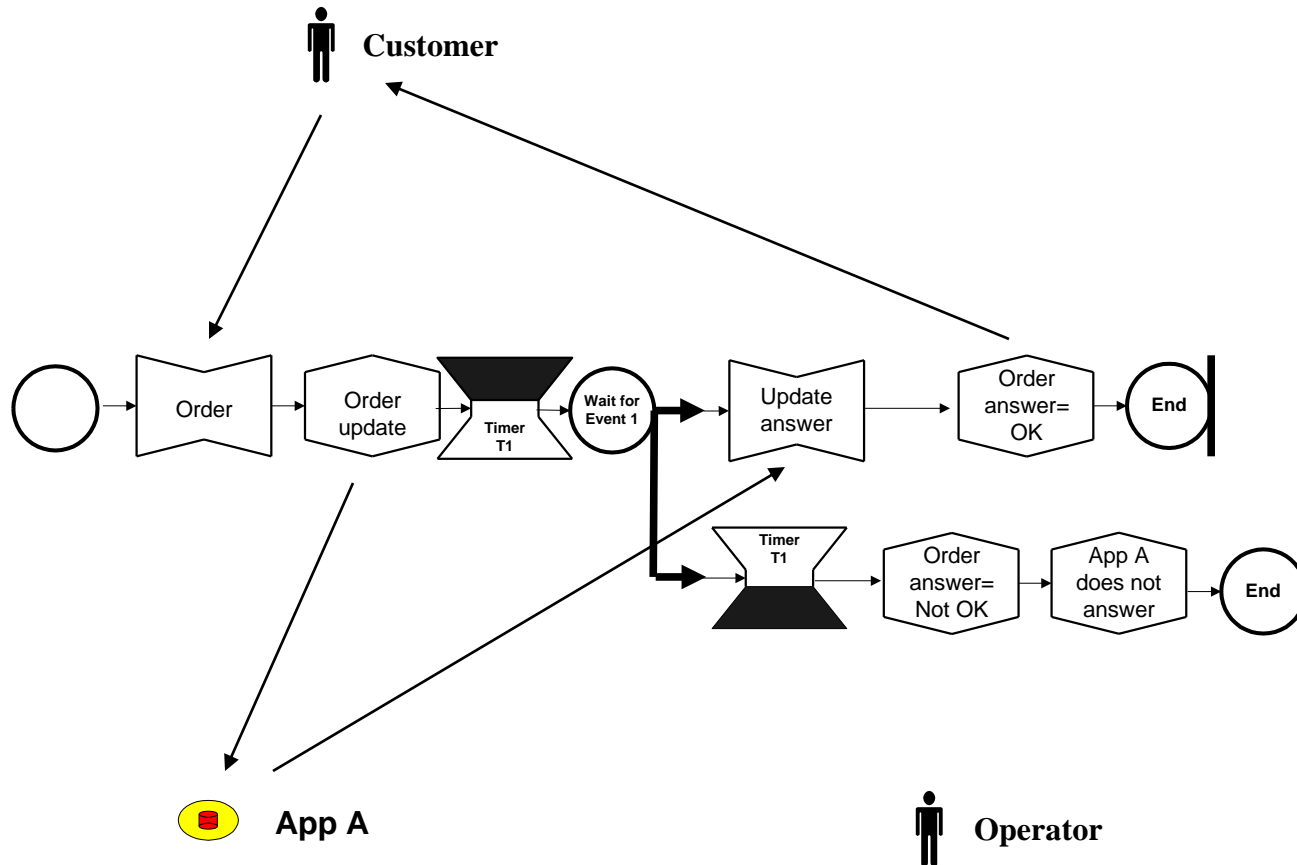 Customer
Order
Order
update
Timer
T1
Wait for
Event 1
Update
answer
Order
answer=
OK
End
Timer
T1
Order
answer=
Not OK
App A
does not
answer
End
App A
Operator